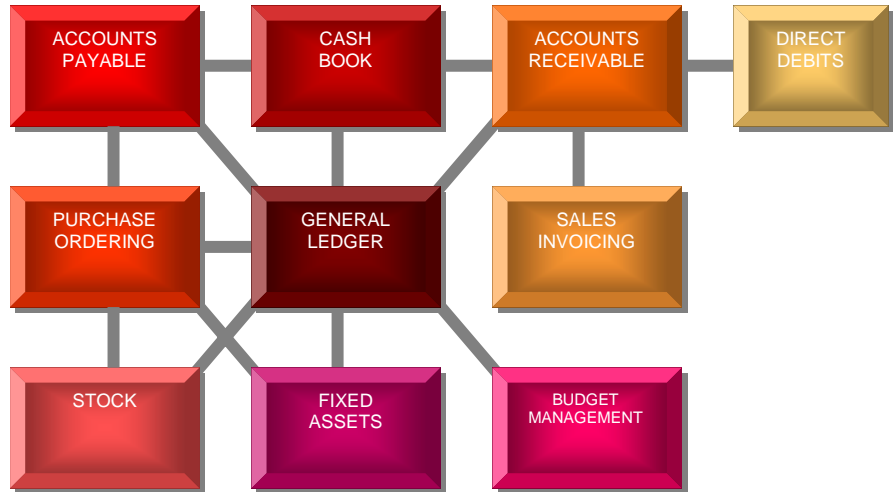 ACCOUNTS
PAYABLE
CASH
BOOK
ACCOUNTS
RECEIVABLE
DIRECT
DEBITS
PURCHASE
ORDERING
GENERAL
LEDGER
SALES
INVOICING
STOCK
FIXED
ASSETS
BUDGET
MANAGEMENT